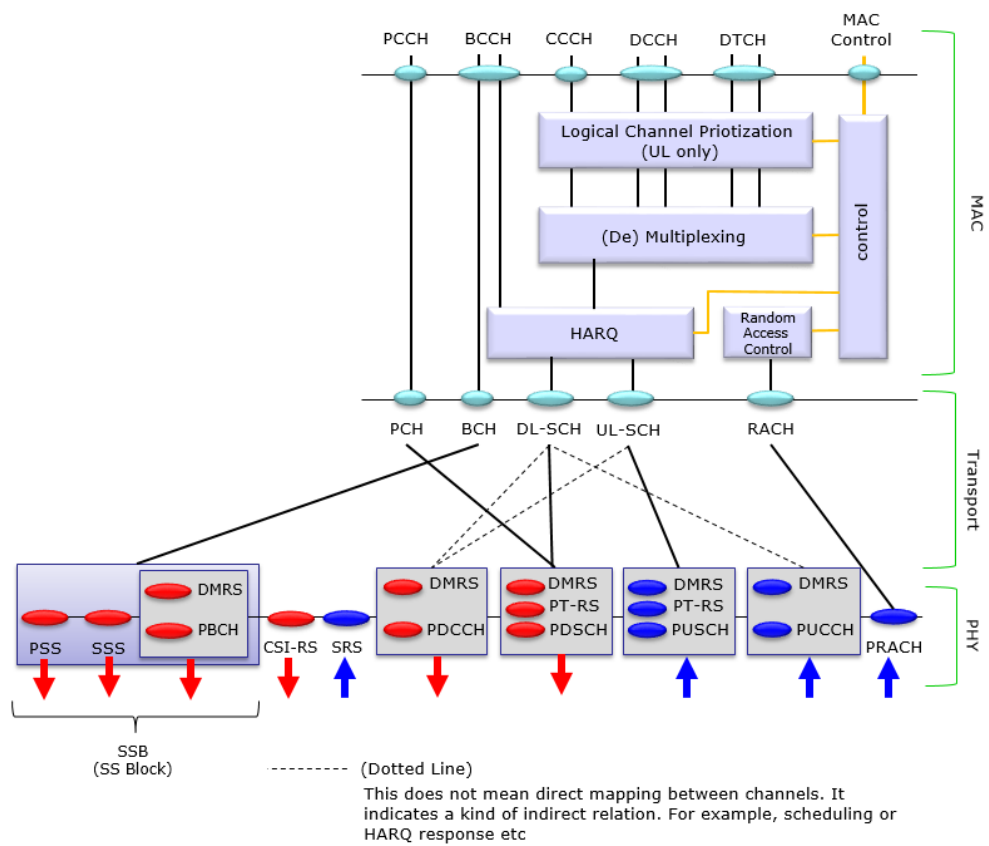 PCCH BCCH CCCH DCCH DTCH MAC
Control
Logical Channel Priotization
(UL only)
control
MAC
(De) Multiplexing
HARQ
Random
Access
Control
PCH BCH DL-SCH UL-SCH RACH
Transport
DMRS DMRS DMRS DMRS DMRS
PT-RS PT-RS
PBCH PDCCH PDSCH PUSCH PUCCH
PSS SSS CSI-RS SRS PRACH
PHY
SSB
(SS Block)
(Dotted Line)
This does not mean direct mapping between channels. It
indicates a kind of indirect relation. For example, scheduling or
HARQ response etc